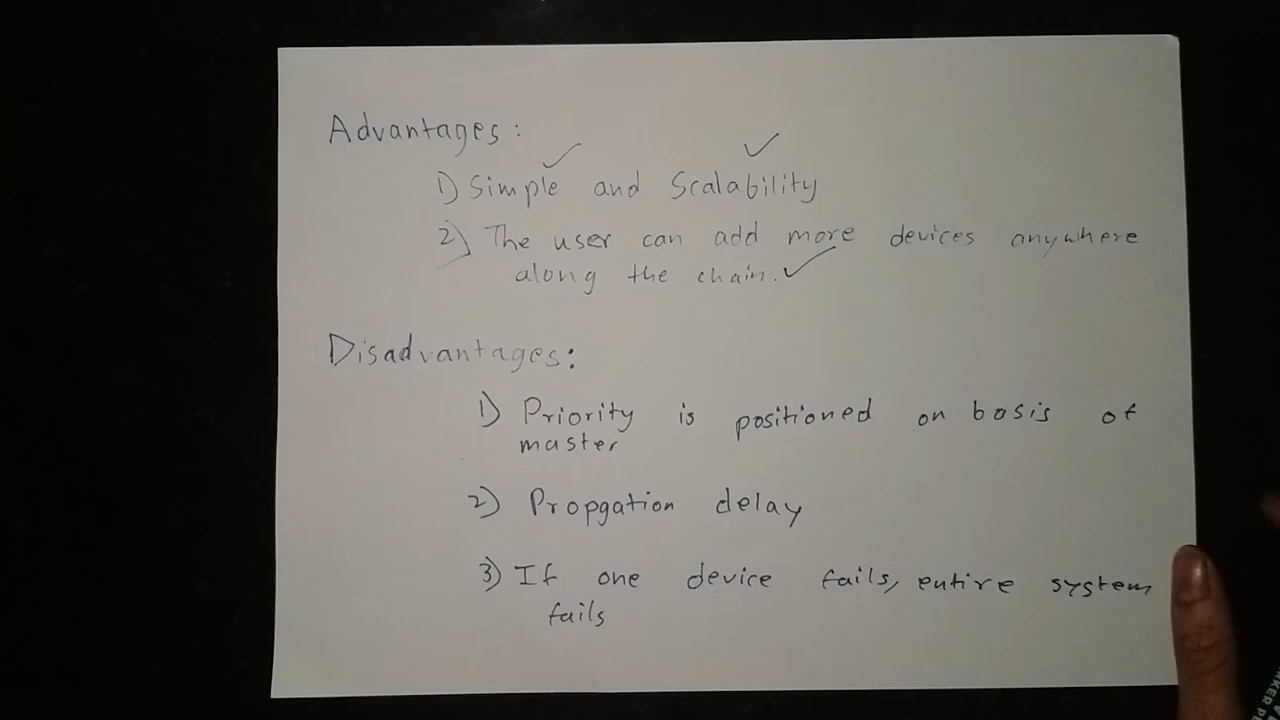 Advantages:
1) Simple and Scalability
2) The user can add more devices anywhere
along the chain.
Disadvantages:
1) Priority is positioned on basis of
master
2) Propgation delay
3) If one device fails, entire system
fails